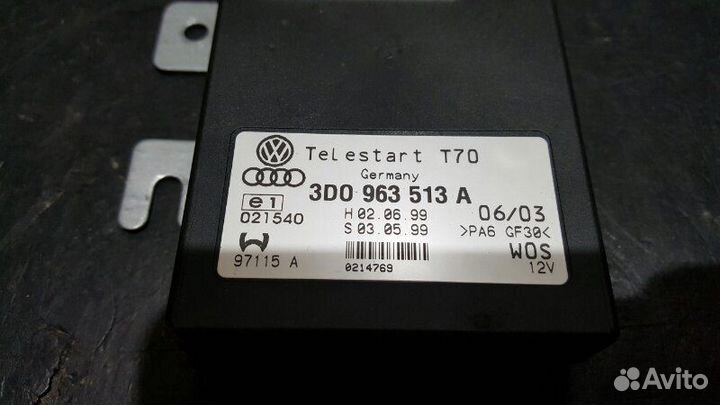 Telestart T70
Germany
3D0 963 513 A
e1
021540
H 02.06.99
S 03.05.99
06/03
>PA6 GF30<
WOS
12V
97115 A
0214769
Avito